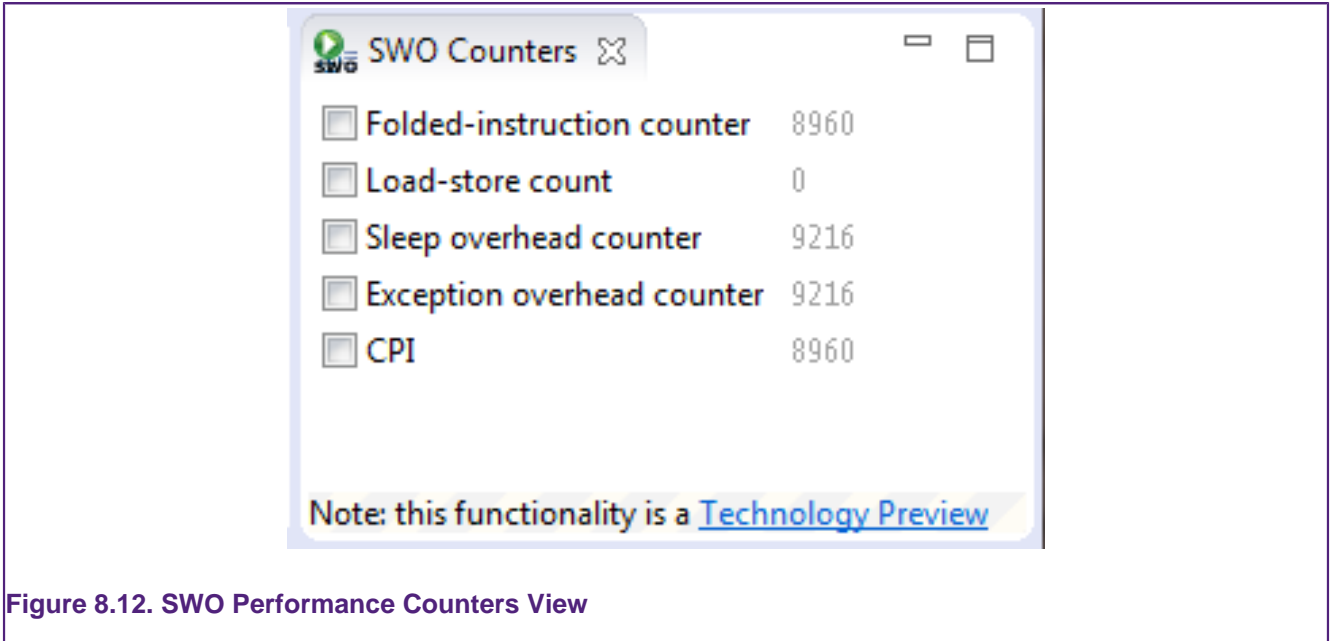 SWO SWO Counters
Folded-instruction counter 8960
Load-store count 0
Sleep overhead counter 9216
Exception overhead counter 9216
CPI 8960
Note: this functionality is a Technology Preview
Figure 8.12. SWO Performance Counters View